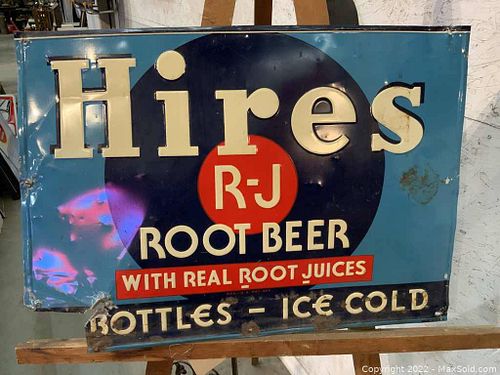 Hires
R-J
ROOT BEER
WITH REAL ROOT JUICES
BOTTLES - ICE COLD
Copyright 2022 - MaxSold.com